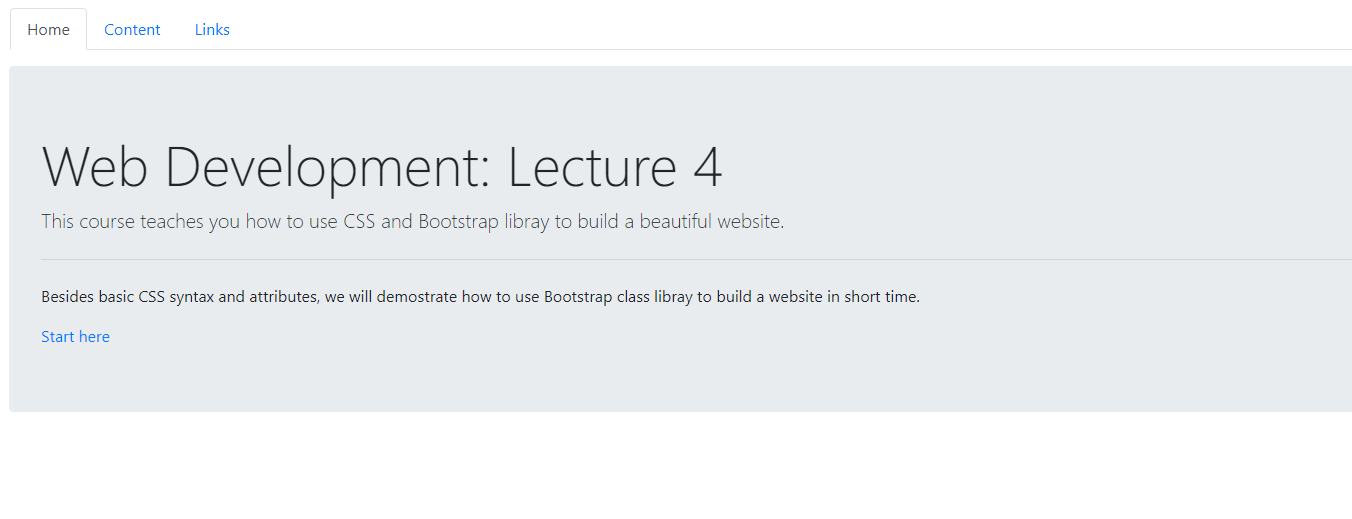 Home Content Links
Web Development: Lecture 4
This course teaches you how to use CSS and Bootstrap libray to build a beautiful website.
Besides basic CSS syntax and attributes, we will demostrate how to use Bootstrap class libray to build a website in short time.
Start here